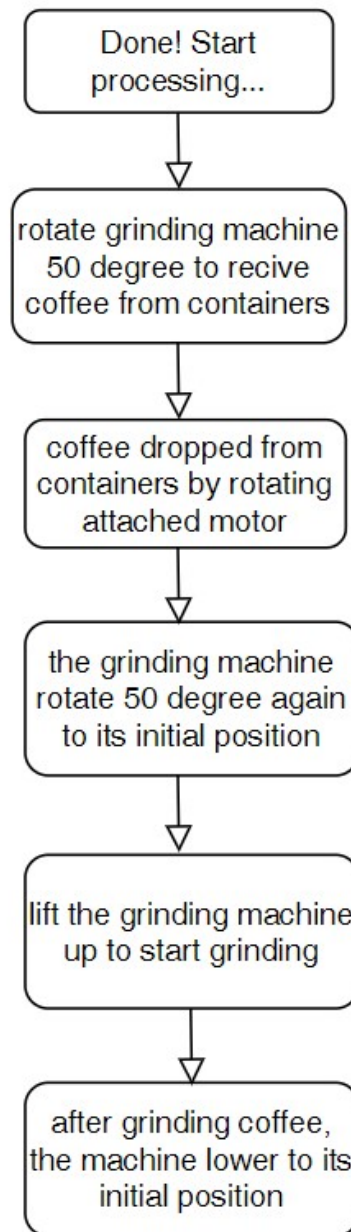 Done! Start
processing...
rotate grinding machine
50 degree to recive
coffee from containers
coffee dropped from
containers by rotating
attached motor
the grinding machine
rotate 50 degree again
to its initial position
lift the grinding machine
up to start grinding
after grinding coffee,
the machine lower to its
initial position